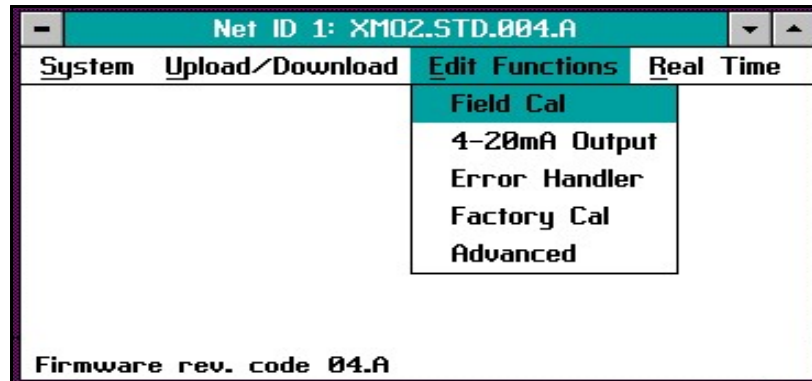 Net ID 1: XMO2.STD.004.A
System Upload/Download Edit Functions Real Time
Field Cal
4-20mA Output
Error Handler
Factory Cal
Advanced
Firmware rev. code 04.A